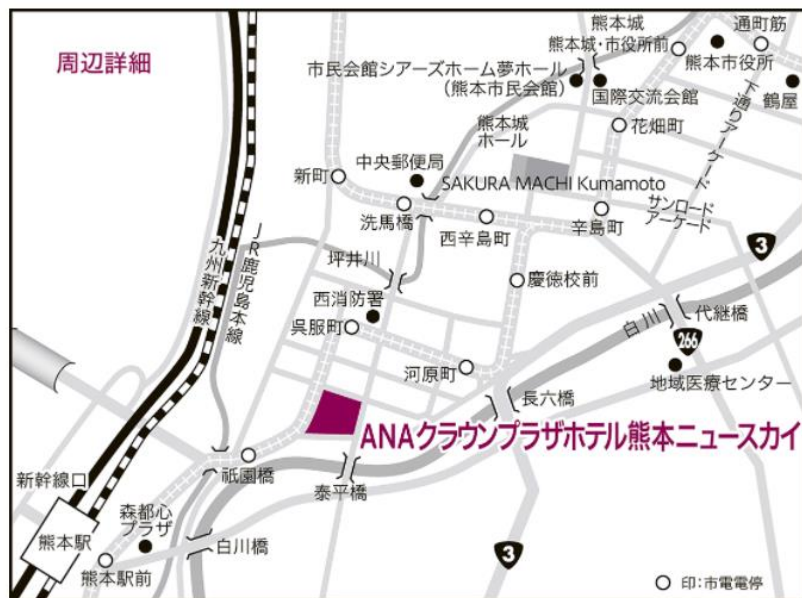 周辺詳細
熊本城
熊本城・市役所前
通町筋
熊本市役所
鶴屋
市民会館シアーズホーム夢ホール
(熊本市民会館)
国際交流会館
花畑町
下通りアーケード
熊本城
ホール
中央郵便局
新町
SAKURA MACHI Kumamoto
洗馬橋
西辛島町
辛島町
サンロード
アーケード
3
坪井川
慶徳校前
JR鹿児島本線
九州新幹線
西消防署
呉服町
白川
代継橋
266
河原町
地域医療センター
長六橋
ANAクラウンプラザホテル熊本ニュースカイ
祇園橋
泰平橋
新幹線口
森都心
プラザ
熊本駅
白川橋
熊本駅前
3
○ 印:市電電停